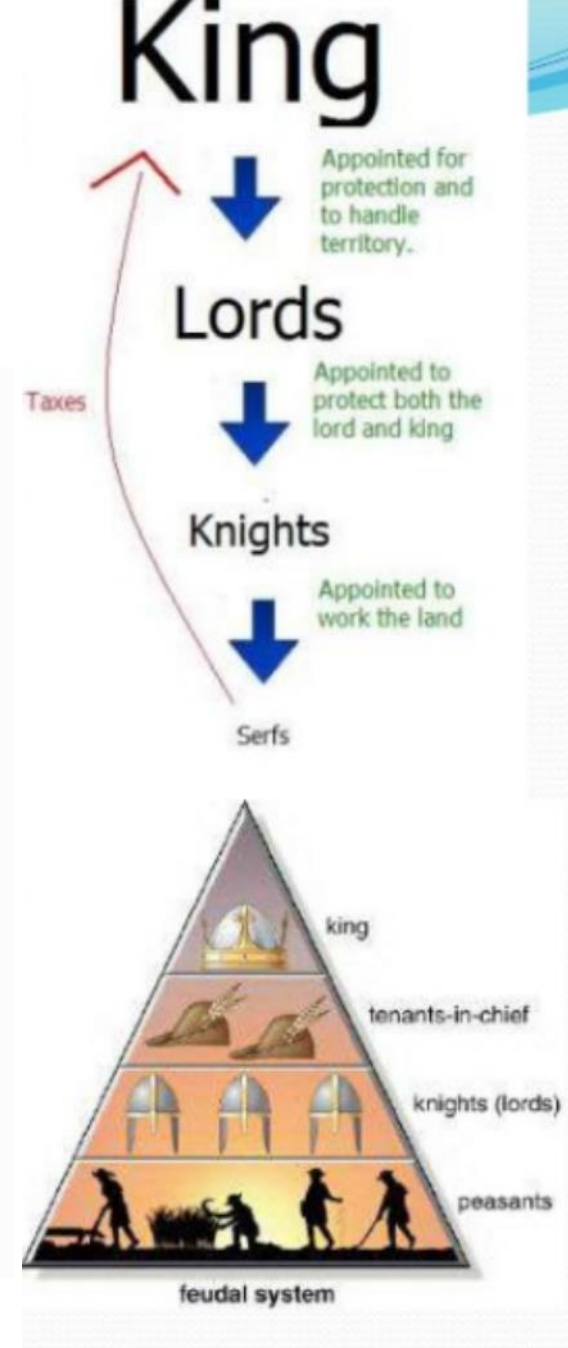 King
Appointed for
protection and
to handle
territory.
Lords
Appointed to
protect both the
lord and king
Taxes
Knights
Appointed to
work the land
Serfs
king
tenants-in-chief
knights (lords)
peasants
feudal system